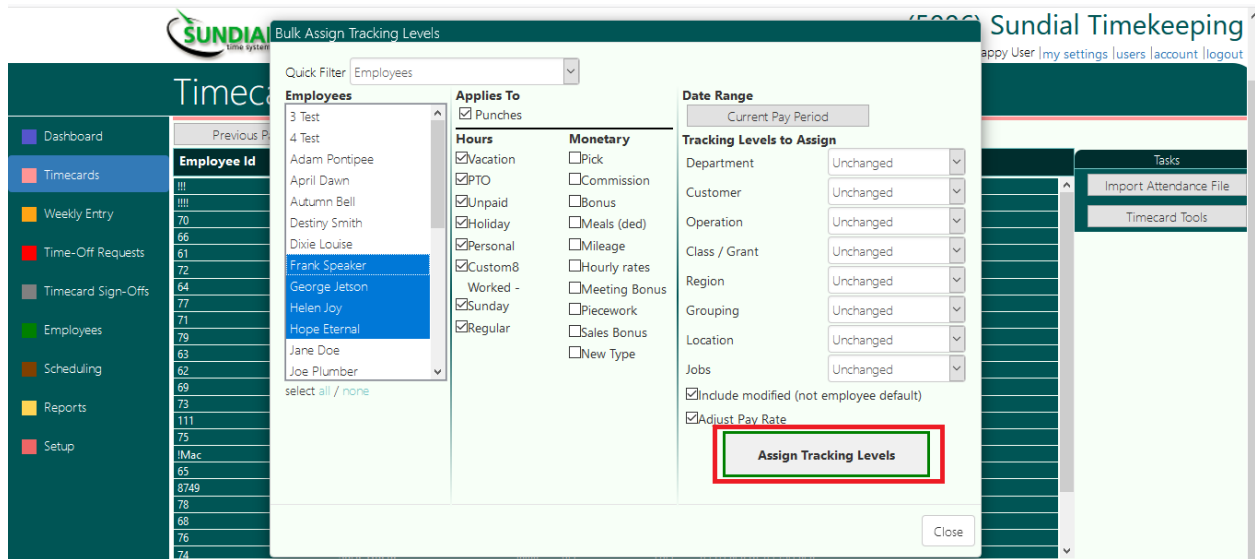 SUNDIAL
time system
Sundial Timekeeping
appy User |my settings |users |account |logout
Timec
Dashboard
Timecards
Weekly Entry
Time-Off Requests
Timecard Sign-Offs
Employees
Scheduling
Reports
Setup
Previous P
Employee Id
!!!
!!!!
70
66
61
72
64
77
71
79
63
62
69
73
111
75
!Mac
65
8749
78
68
76
74
Bulk Assign Tracking Levels
Quick Filter Employees
Employees
3 Test
4 Test
Adam Pontipee
April Dawn
Autumn Bell
Destiny Smith
Dixie Louise
Frank Speaker
George Jetson
Helen Joy
Hope Eternal
Jane Doe
Joe Plumber
select all / none
Applies To
Punches
Hours
Vacation
PTO
Unpaid
Holiday
Personal
Custom8
Worked -
Sunday
Regular
Monetary
Pick
Commission
Bonus
Meals (ded)
Mileage
Hourly rates
Meeting Bonus
Piecework
Sales Bonus
New Type
Date Range
Current Pay Period
Tracking Levels to Assign
Department Unchanged
Customer Unchanged
Operation Unchanged
Class / Grant Unchanged
Region Unchanged
Grouping Unchanged
Location Unchanged
Jobs Unchanged
Include modified (not employee default)
Adjust Pay Rate
Assign Tracking Levels
Close
Tasks
Import Attendance File
Timecard Tools